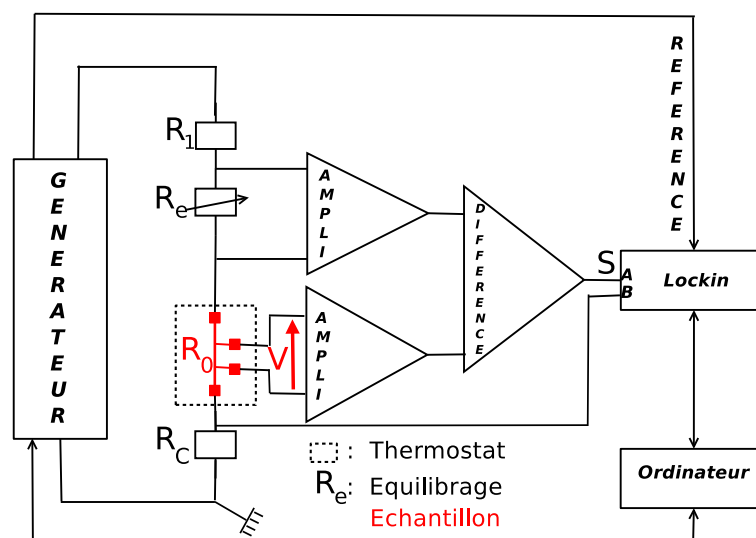 REFERENCE
R1
GENERATEUR
Re
AMPLI
DIFFERENCE
S
A
B
Lockin
R0
V
AMPLI
RC
: Thermostat
Re: Equilibrage
Echantillon
Ordinateur